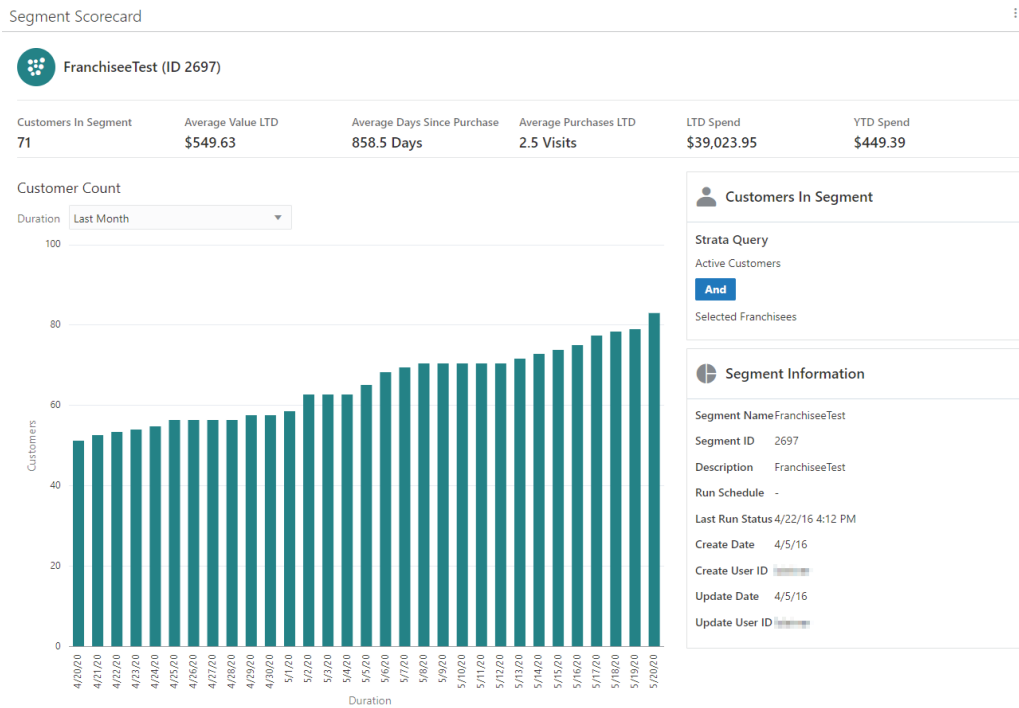 Segment Scorecard
FranchiseeTest (ID 2697)
Customers In Segment
71
Average Value LTD
$549.63
Average Days Since Purchase
858.5 Days
Average Purchases LTD
2.5 Visits
LTD Spend
$39,023.95
YTD Spend
$449.39
Customer Count
Duration Last Month
100
80
60
40
20
0
Customers
4/20/20
4/21/20
4/22/20
4/23/20
4/24/20
4/25/20
4/26/20
4/27/20
4/28/20
4/29/20
4/30/20
5/1/20
5/2/20
5/3/20
5/4/20
5/5/20
5/6/20
5/7/20
5/8/20
5/9/20
5/10/20
5/11/20
5/12/20
5/13/20
5/14/20
5/15/20
5/16/20
5/17/20
5/18/20
5/19/20
5/20/20
Duration
Customers In Segment
Strata Query
Active Customers
And
Selected Franchisees
Segment Information
Segment Name FranchiseeTest
Segment ID 2697
Description FranchiseeTest
Run Schedule -
Last Run Status 4/22/16 4:12 PM
Create Date 4/5/16
Create User ID
Update Date 4/5/16
Update User ID